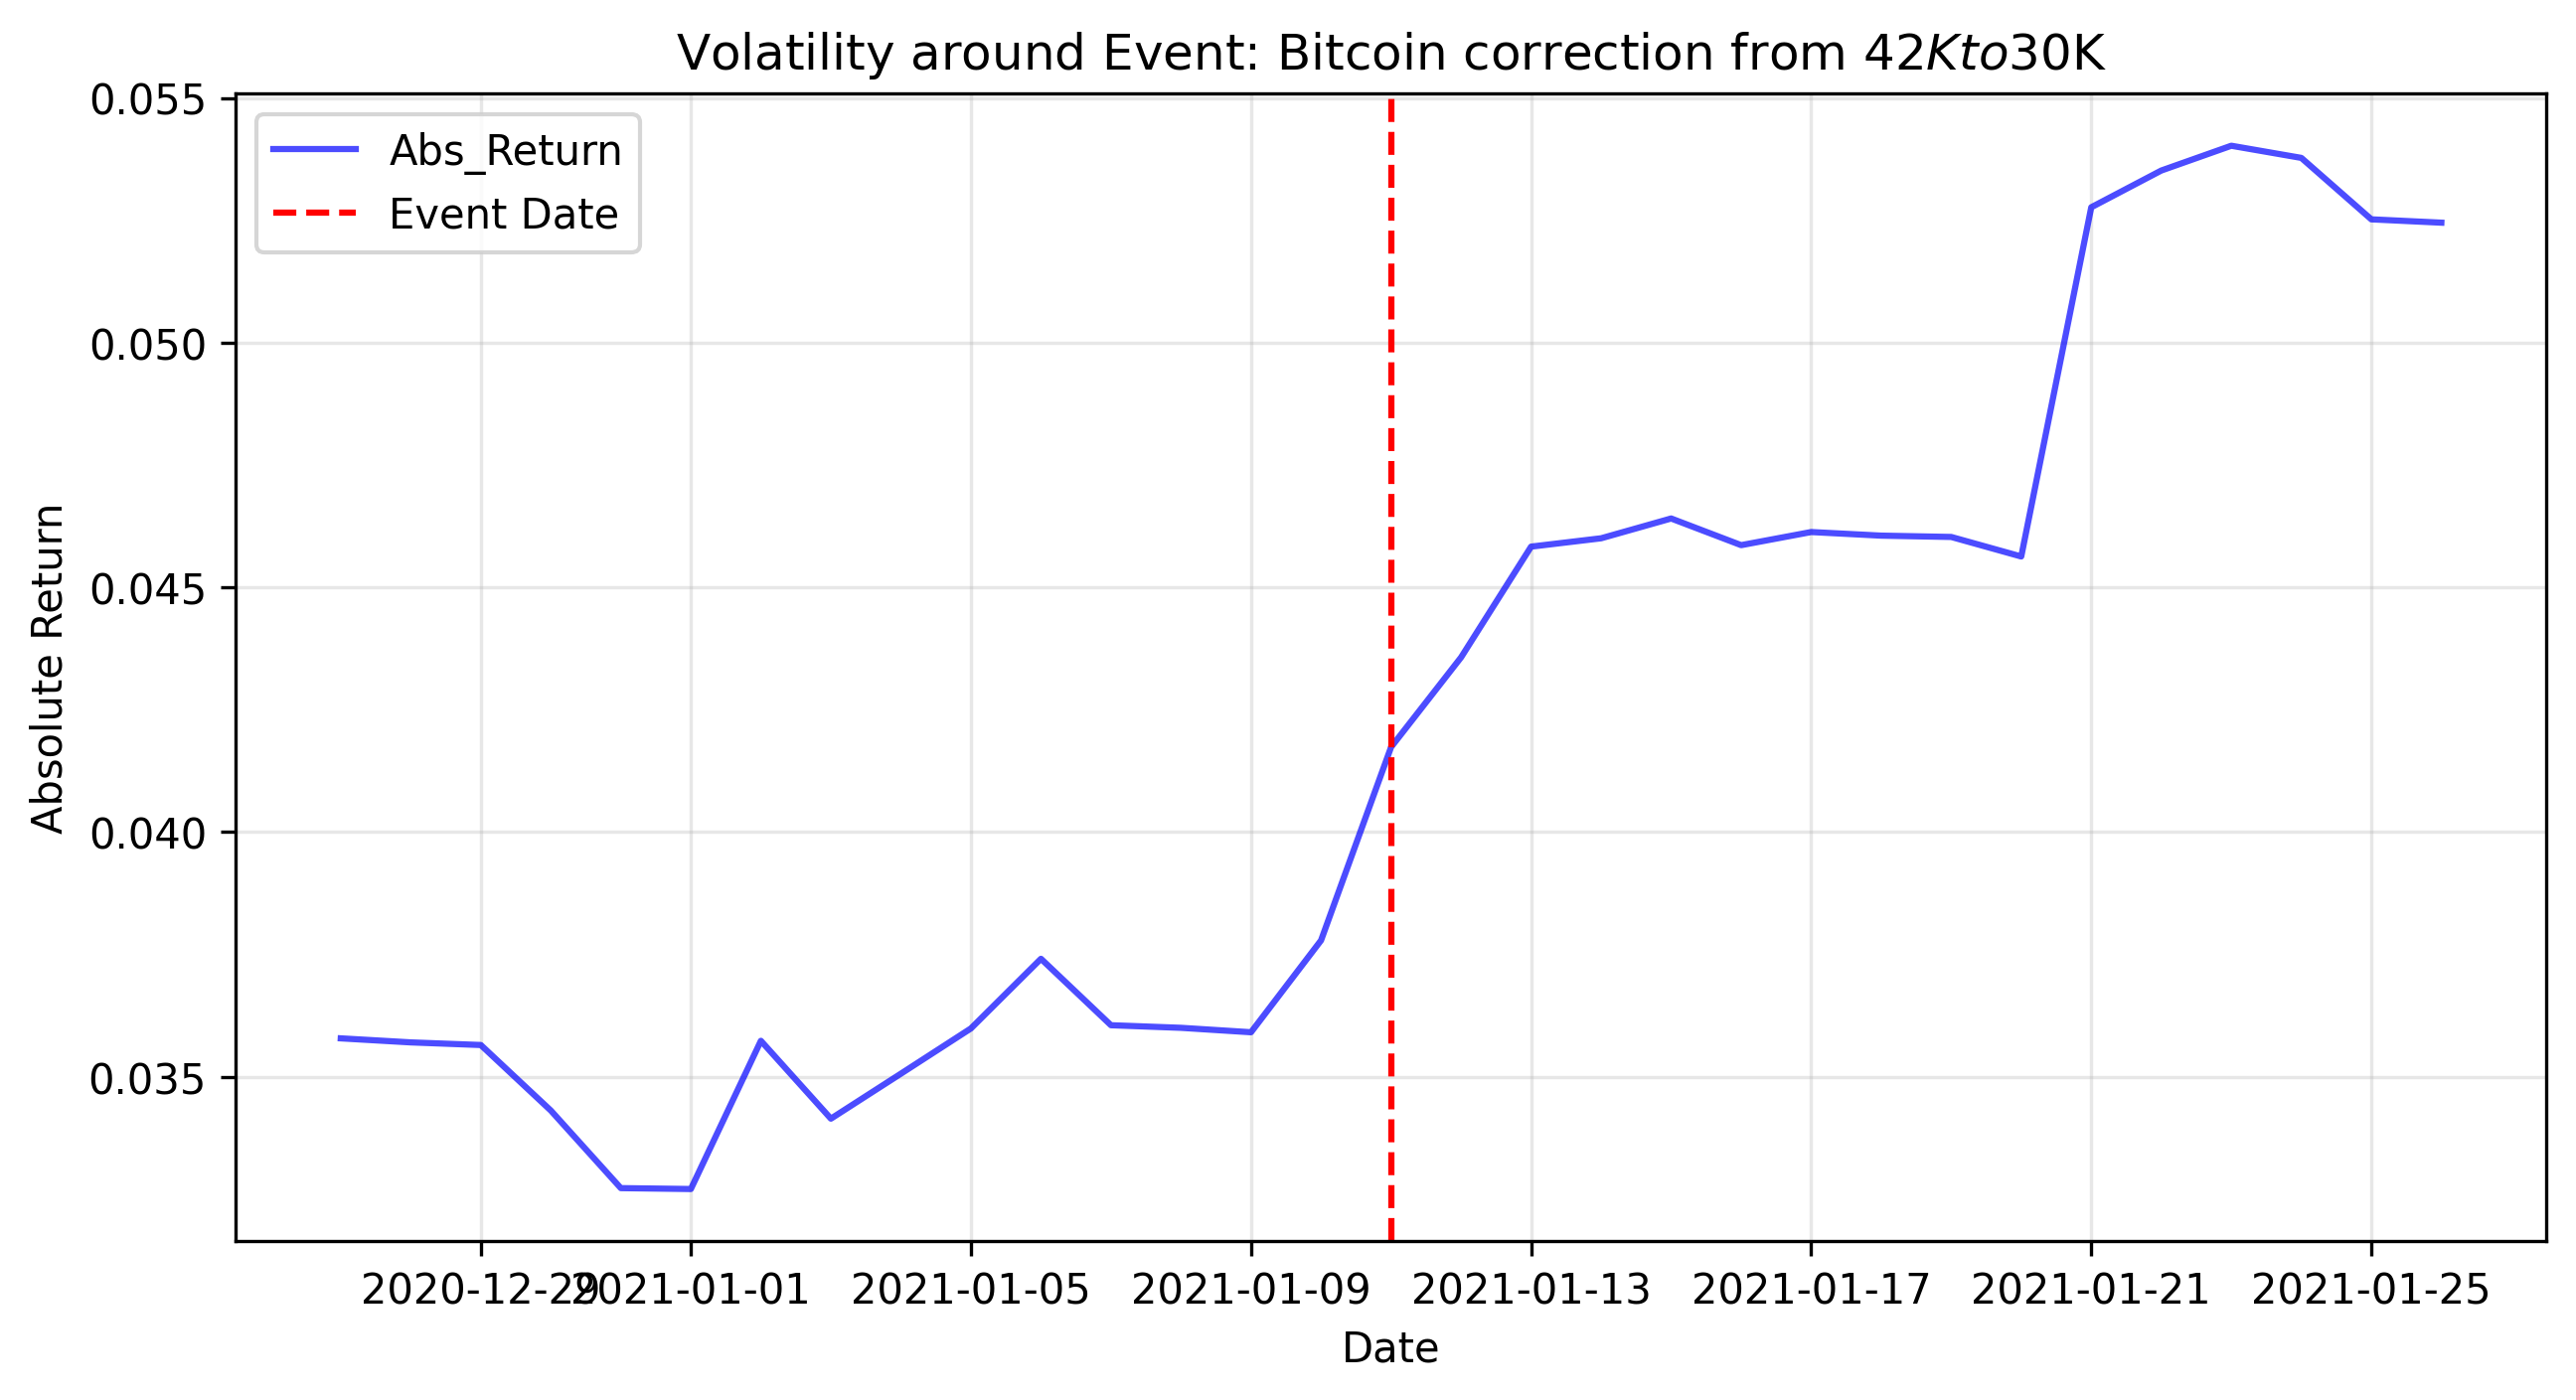 Volatility around Event: Bitcoin correction from 42Kto30K
Abs_Return
Event Date
Absolute Return
0.055
0.050
0.045
0.040
0.035
2020-12-29 2021-01-01 2021-01-05 2021-01-09 2021-01-13 2021-01-17 2021-01-21 2021-01-25
Date